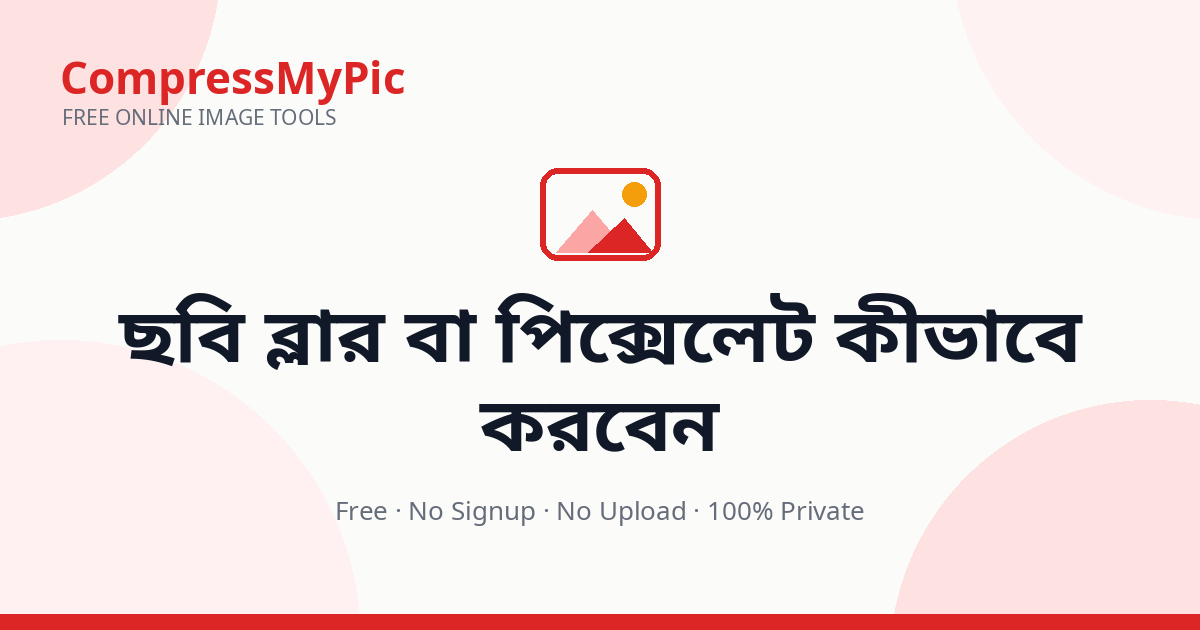 CompressMyPic
FREE ONLINE IMAGE TOOLS
ছবি ব্লার বা পিক্সেলেট কীভাবে
করবেন
Free · No Signup · No Upload · 100% Private